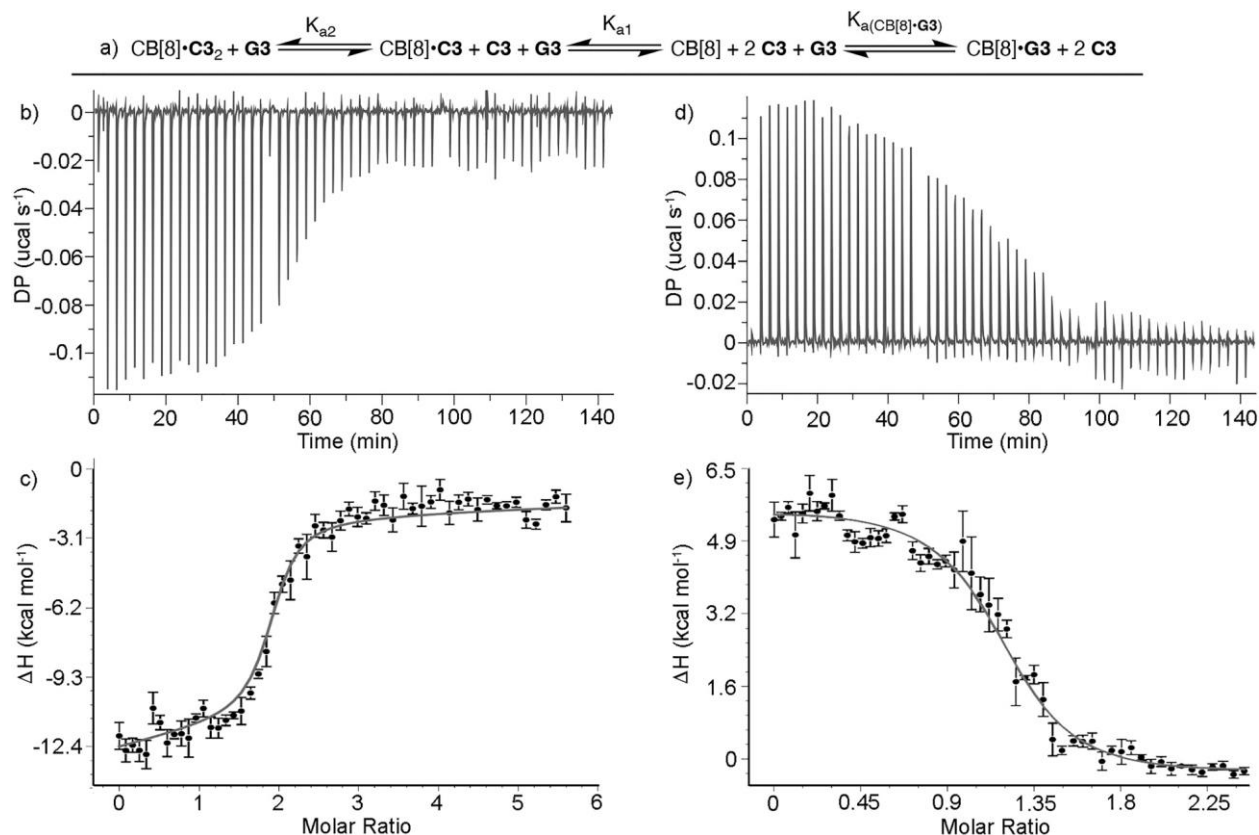 a) CB[8]•C3₂ + G3 Kₐ₂ CB[8]•C3 + C3 + G3 Kₐ₁ CB[8] + 2 C3 + G3 Kₐ(CB[8]•G3) CB[8]•G3 + 2 C3
b)
DP (ucal s⁻¹)
0
-0.02
-0.04
-0.06
-0.08
-0.1
0 20 40 60 80 100 120 140
Time (min)
d)
DP (ucal s⁻¹)
0.1
0.08
0.06
0.04
0.02
0
-0.02
0 20 40 60 80 100 120 140
Time (min)
c)
ΔH (kcal mol⁻¹)
0
-3.1
-6.2
-9.3
-12.4
0 1 2 3 4 5 6
Molar Ratio
e)
ΔH (kcal mol⁻¹)
6.5
4.9
3.2
1.6
0
0 0.45 0.9 1.35 1.8 2.25
Molar Ratio